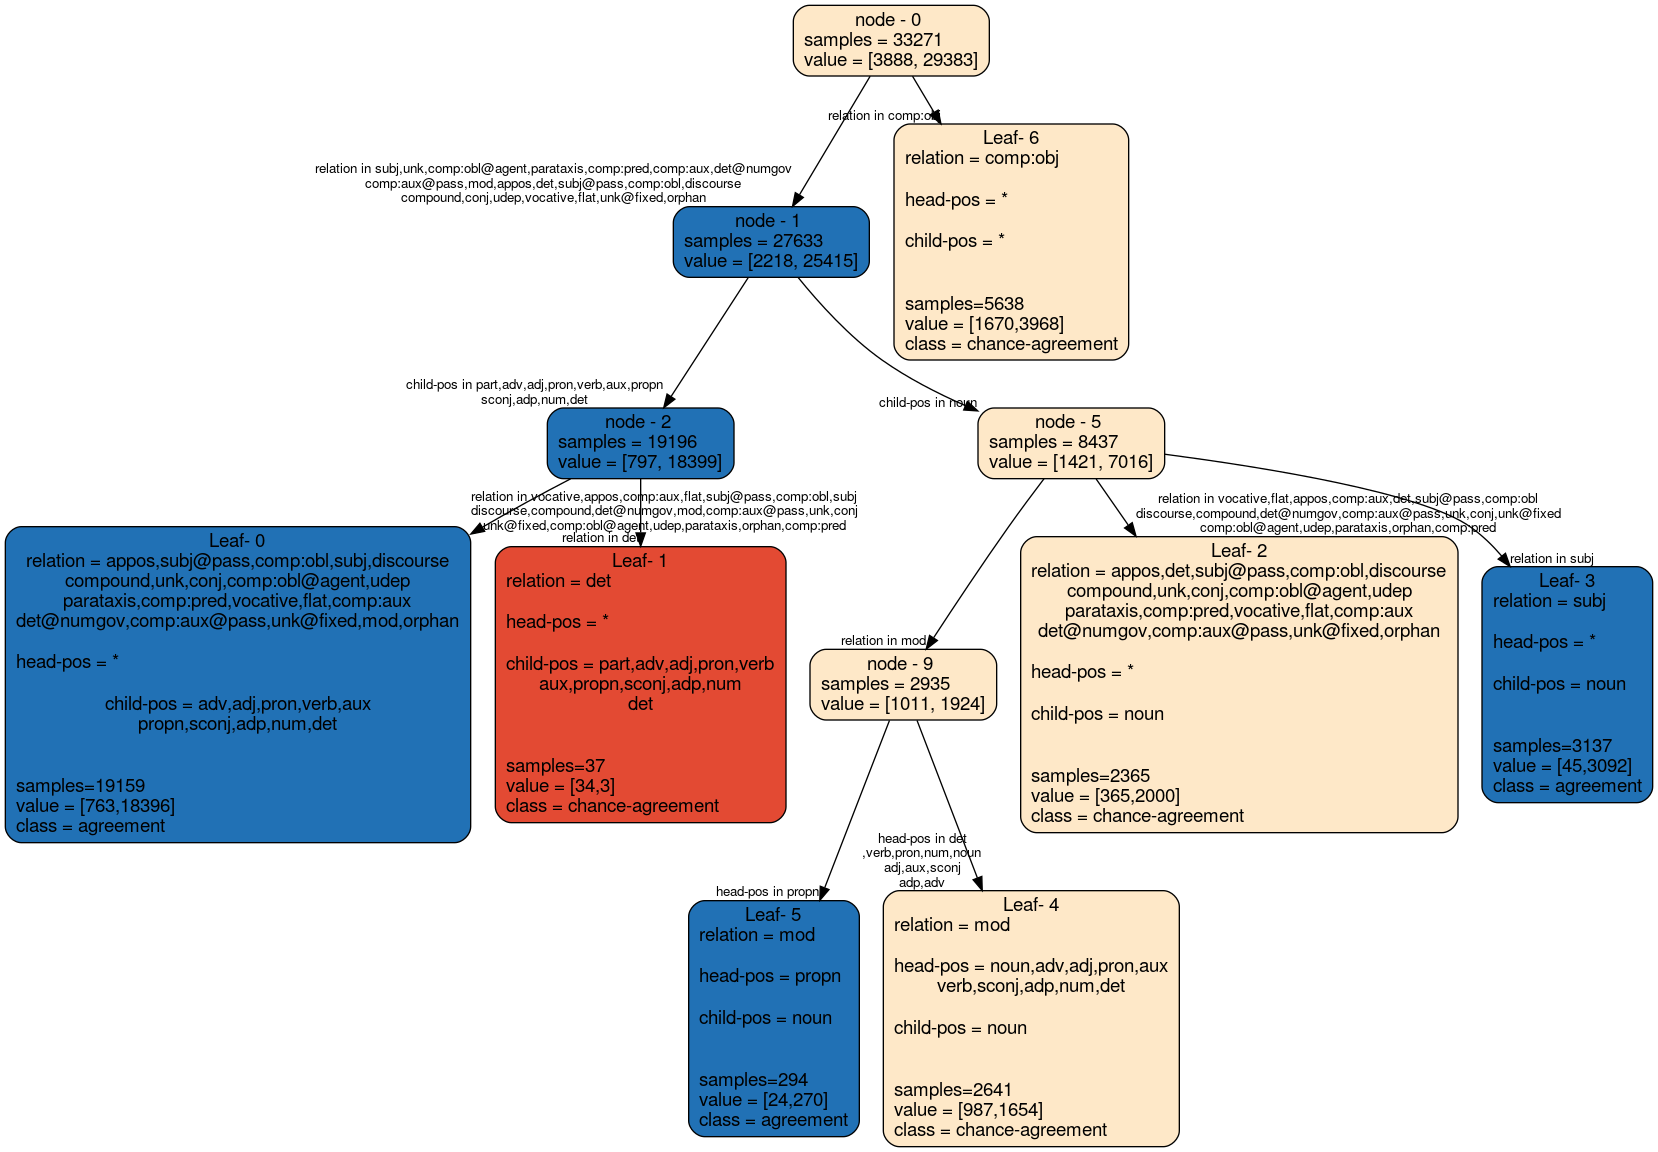 node - 0
samples = 33271
value = [3888, 29383]
relation in comp:obj
Leaf- 6
relation = comp:obj
head-pos = *
child-pos = *
samples=5638
value = [1670,3968]
class = chance-agreement
relation in subj,unk,comp:obl@agent,parataxis,comp:pred,comp:aux,det@numgov
comp:aux@pass,mod,appos,det,subj@pass,comp:obl,discourse
compound,conj,udep,vocative,flat,unk@fixed,orphan
node - 1
samples = 27633
value = [2218, 25415]
child-pos in part,adv,adj,pron,verb,aux,propn
sconj,adp,num,det
node - 2
samples = 19196
value = [797, 18399]
child-pos in noun
node - 5
samples = 8437
value = [1421, 7016]
relation in vocative,appos,comp:aux,flat,subj@pass,comp:obl,subj
discourse,compound,det@numgov,mod,comp:aux@pass,unk,conj
unk@fixed,comp:obl@agent,udep,parataxis,orphan,comp:pred
relation in det
relation in vocative,flat,appos,comp:aux,det,subj@pass,comp:obl
discourse,compound,det@numgov,comp:aux@pass,unk,conj,unk@fixed
comp:obl@agent,udep,parataxis,orphan,comp:pred
relation in subj
Leaf- 0
relation = appos,subj@pass,comp:obl,subj,discourse
compound,unk,conj,comp:obl@agent,udep
parataxis,comp:pred,vocative,flat,comp:aux
det@numgov,comp:aux@pass,unk@fixed,mod,orphan
head-pos = *
child-pos = adv,adj,pron,verb,aux
propn,sconj,adp,num,det
samples=19159
value = [763,18396]
class = agreement
Leaf- 1
relation = det
head-pos = *
child-pos = part,adv,adj,pron,verb
aux,propn,sconj,adp,num
det
samples=37
value = [34,3]
class = chance-agreement
relation in mod
node - 9
samples = 2935
value = [1011, 1924]
Leaf- 2
relation = appos,det,subj@pass,comp:obl,discourse
compound,unk,conj,comp:obl@agent,udep
parataxis,comp:pred,vocative,flat,comp:aux
det@numgov,comp:aux@pass,unk@fixed,orphan
head-pos = *
child-pos = noun
samples=2365
value = [365,2000]
class = chance-agreement
Leaf- 3
relation = subj
head-pos = *
child-pos = noun
samples=3137
value = [45,3092]
class = agreement
head-pos in propn
head-pos in det
,verb,pron,num,noun
adj,aux,sconj
adp,adv
Leaf- 5
relation = mod
head-pos = propn
child-pos = noun
samples=294
value = [24,270]
class = agreement
Leaf- 4
relation = mod
head-pos = noun,adv,adj,pron,aux
verb,sconj,adp,num,det
child-pos = noun
samples=2641
value = [987,1654]
class = chance-agreement